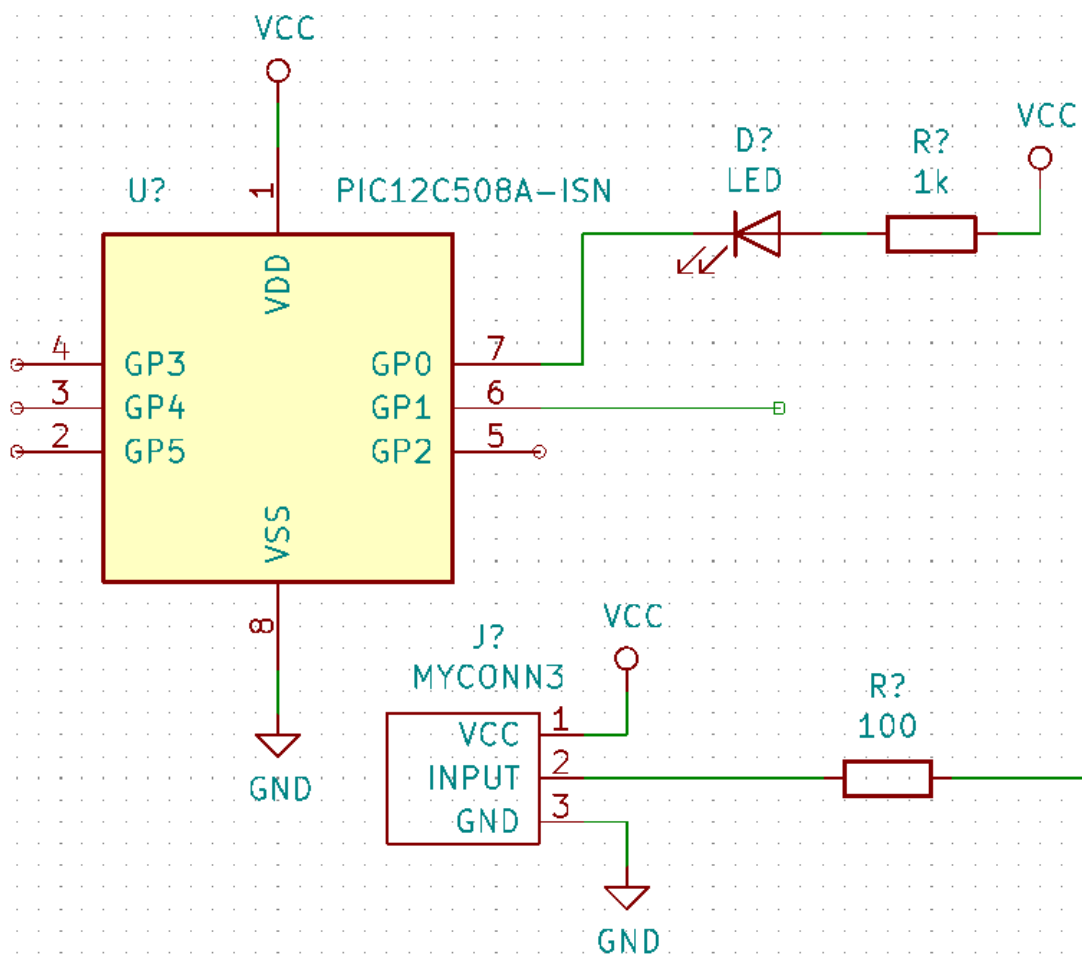 VCC
VCC
D?
R?
LED
1k
U?
1
PIC12C508A-ISN
VDD
4
GP3
GP0
7
3
GP4
GP1
6
2
GP5
GP2
5
VSS
8
GND
J?
MYCONN3
VCC
VCC
1
INPUT
2
GND
3
GND
R?
100